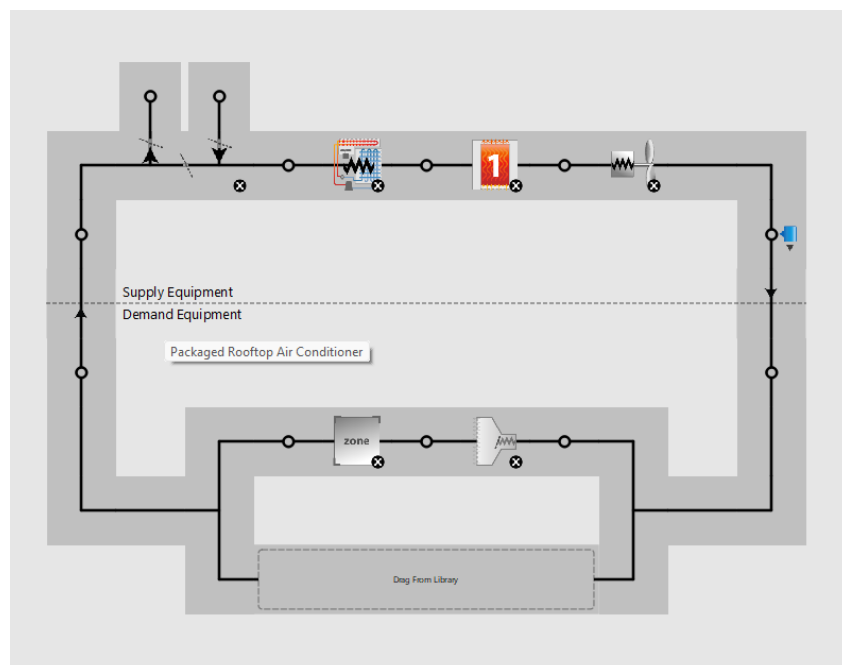 1
Supply Equipment
Demand Equipment
Packaged Rooftop Air Conditioner
zone
Drag From Library